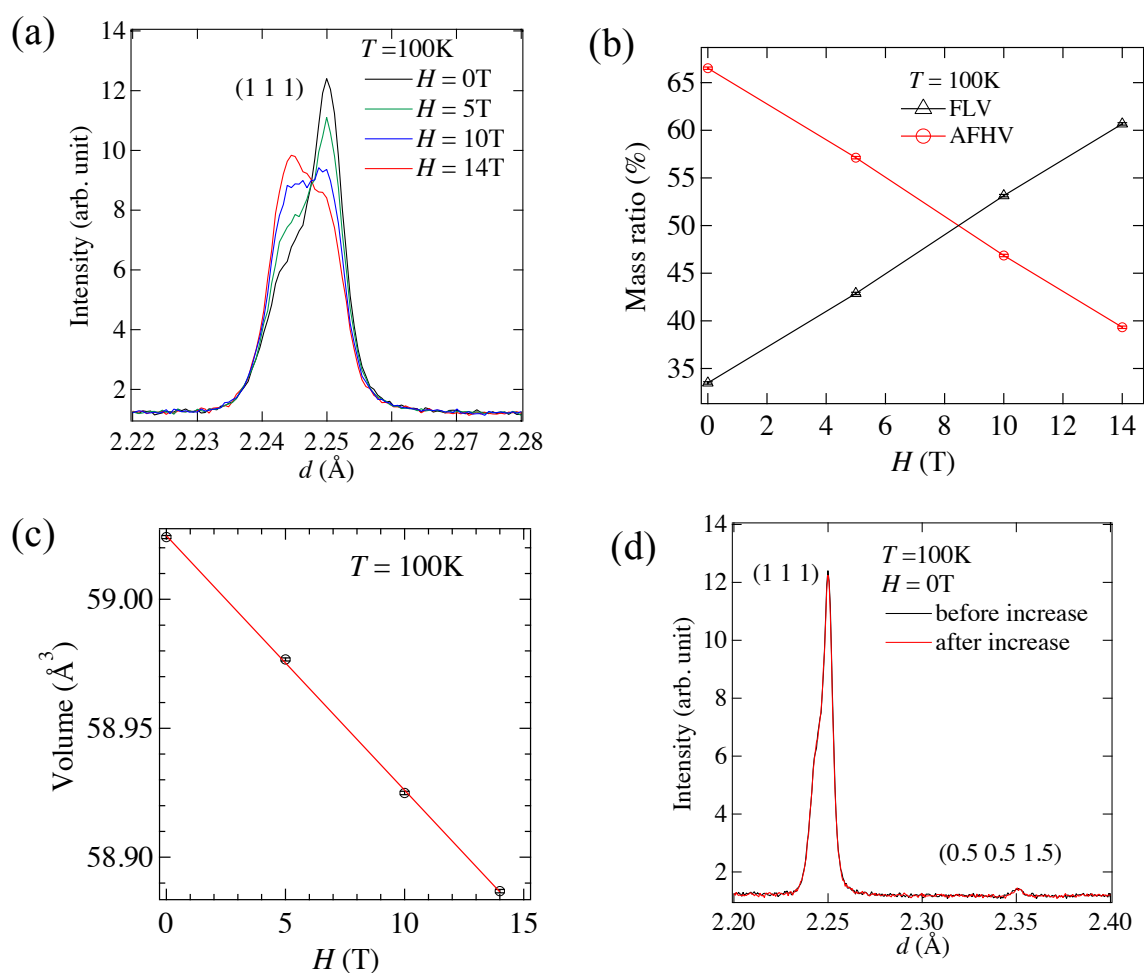 (a)
Intensity (arb. unit)
14
12
10
8
6
4
2
(1 1 1)
T =100K
H = 0T
H = 5T
H = 10T
H = 14T
2.22 2.23 2.24 2.25 2.26 2.27 2.28
d (Å)
(b)
Mass ratio (%)
65
60
55
50
45
40
35
T = 100K
FLV
AFHV
0 2 4 6 8 10 12 14
H (T)
(c)
Volume (Å3)
59.00
58.95
58.90
T = 100K
0 5 10 15
H (T)
(d)
Intensity (arb. unit)
14
12
10
8
6
4
2
(1 1 1)
T =100K
H = 0T
before increase
after increase
(0.5 0.5 1.5)
2.20 2.25 2.30 2.35 2.40
d (Å)